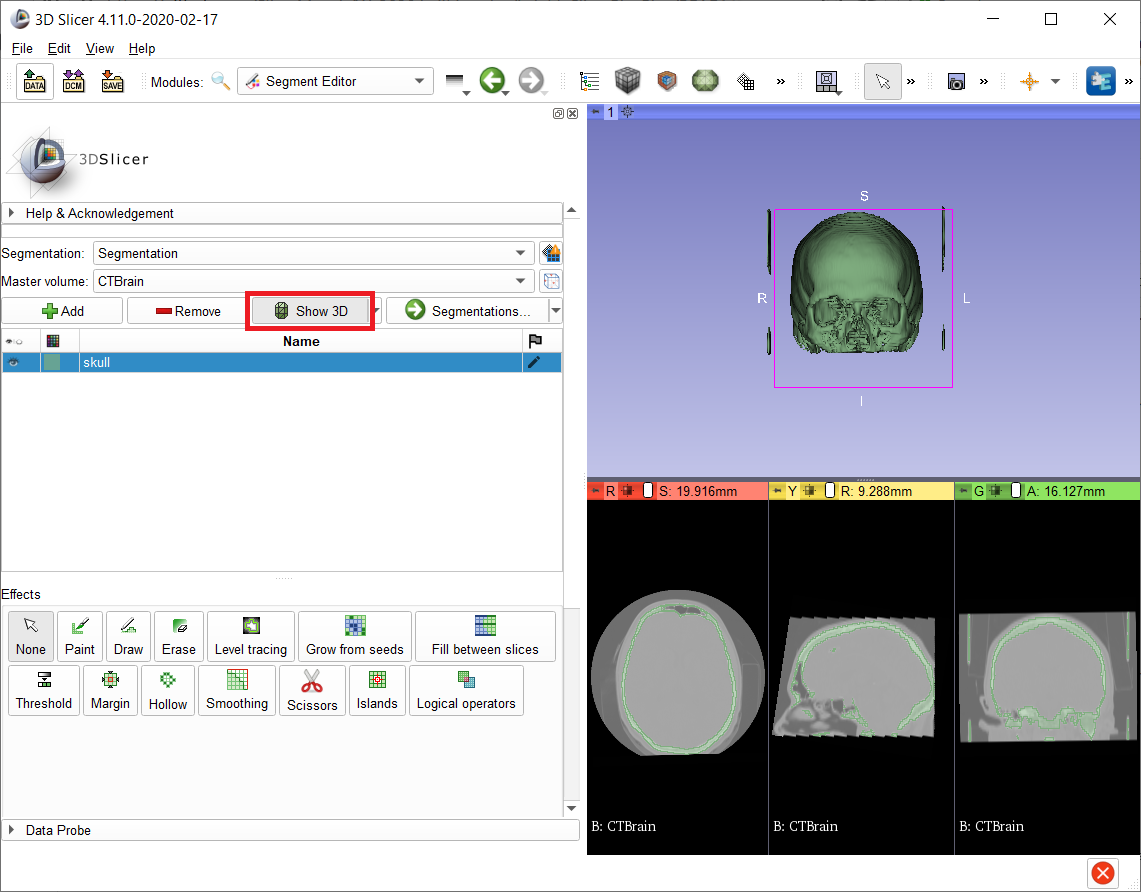 3D Slicer 4.11.0-2020-02-17
File Edit View Help
DATA DCM SAVE Modules: Segment Editor
1
3DSlicer
Help & Acknowledgement
Segmentation: Segmentation
Master volume: CTBrain
Add Remove Show 3D Segmentations...
Name
skull
S
R L
I
R S: 19.916mm Y R: 9.288mm G A: 16.127mm
Effects
None Paint Draw Erase Level tracing Grow from seeds Fill between slices
Threshold Margin Hollow Smoothing Scissors Islands Logical operators
B: CTBrain B: CTBrain B: CTBrain
Data Probe